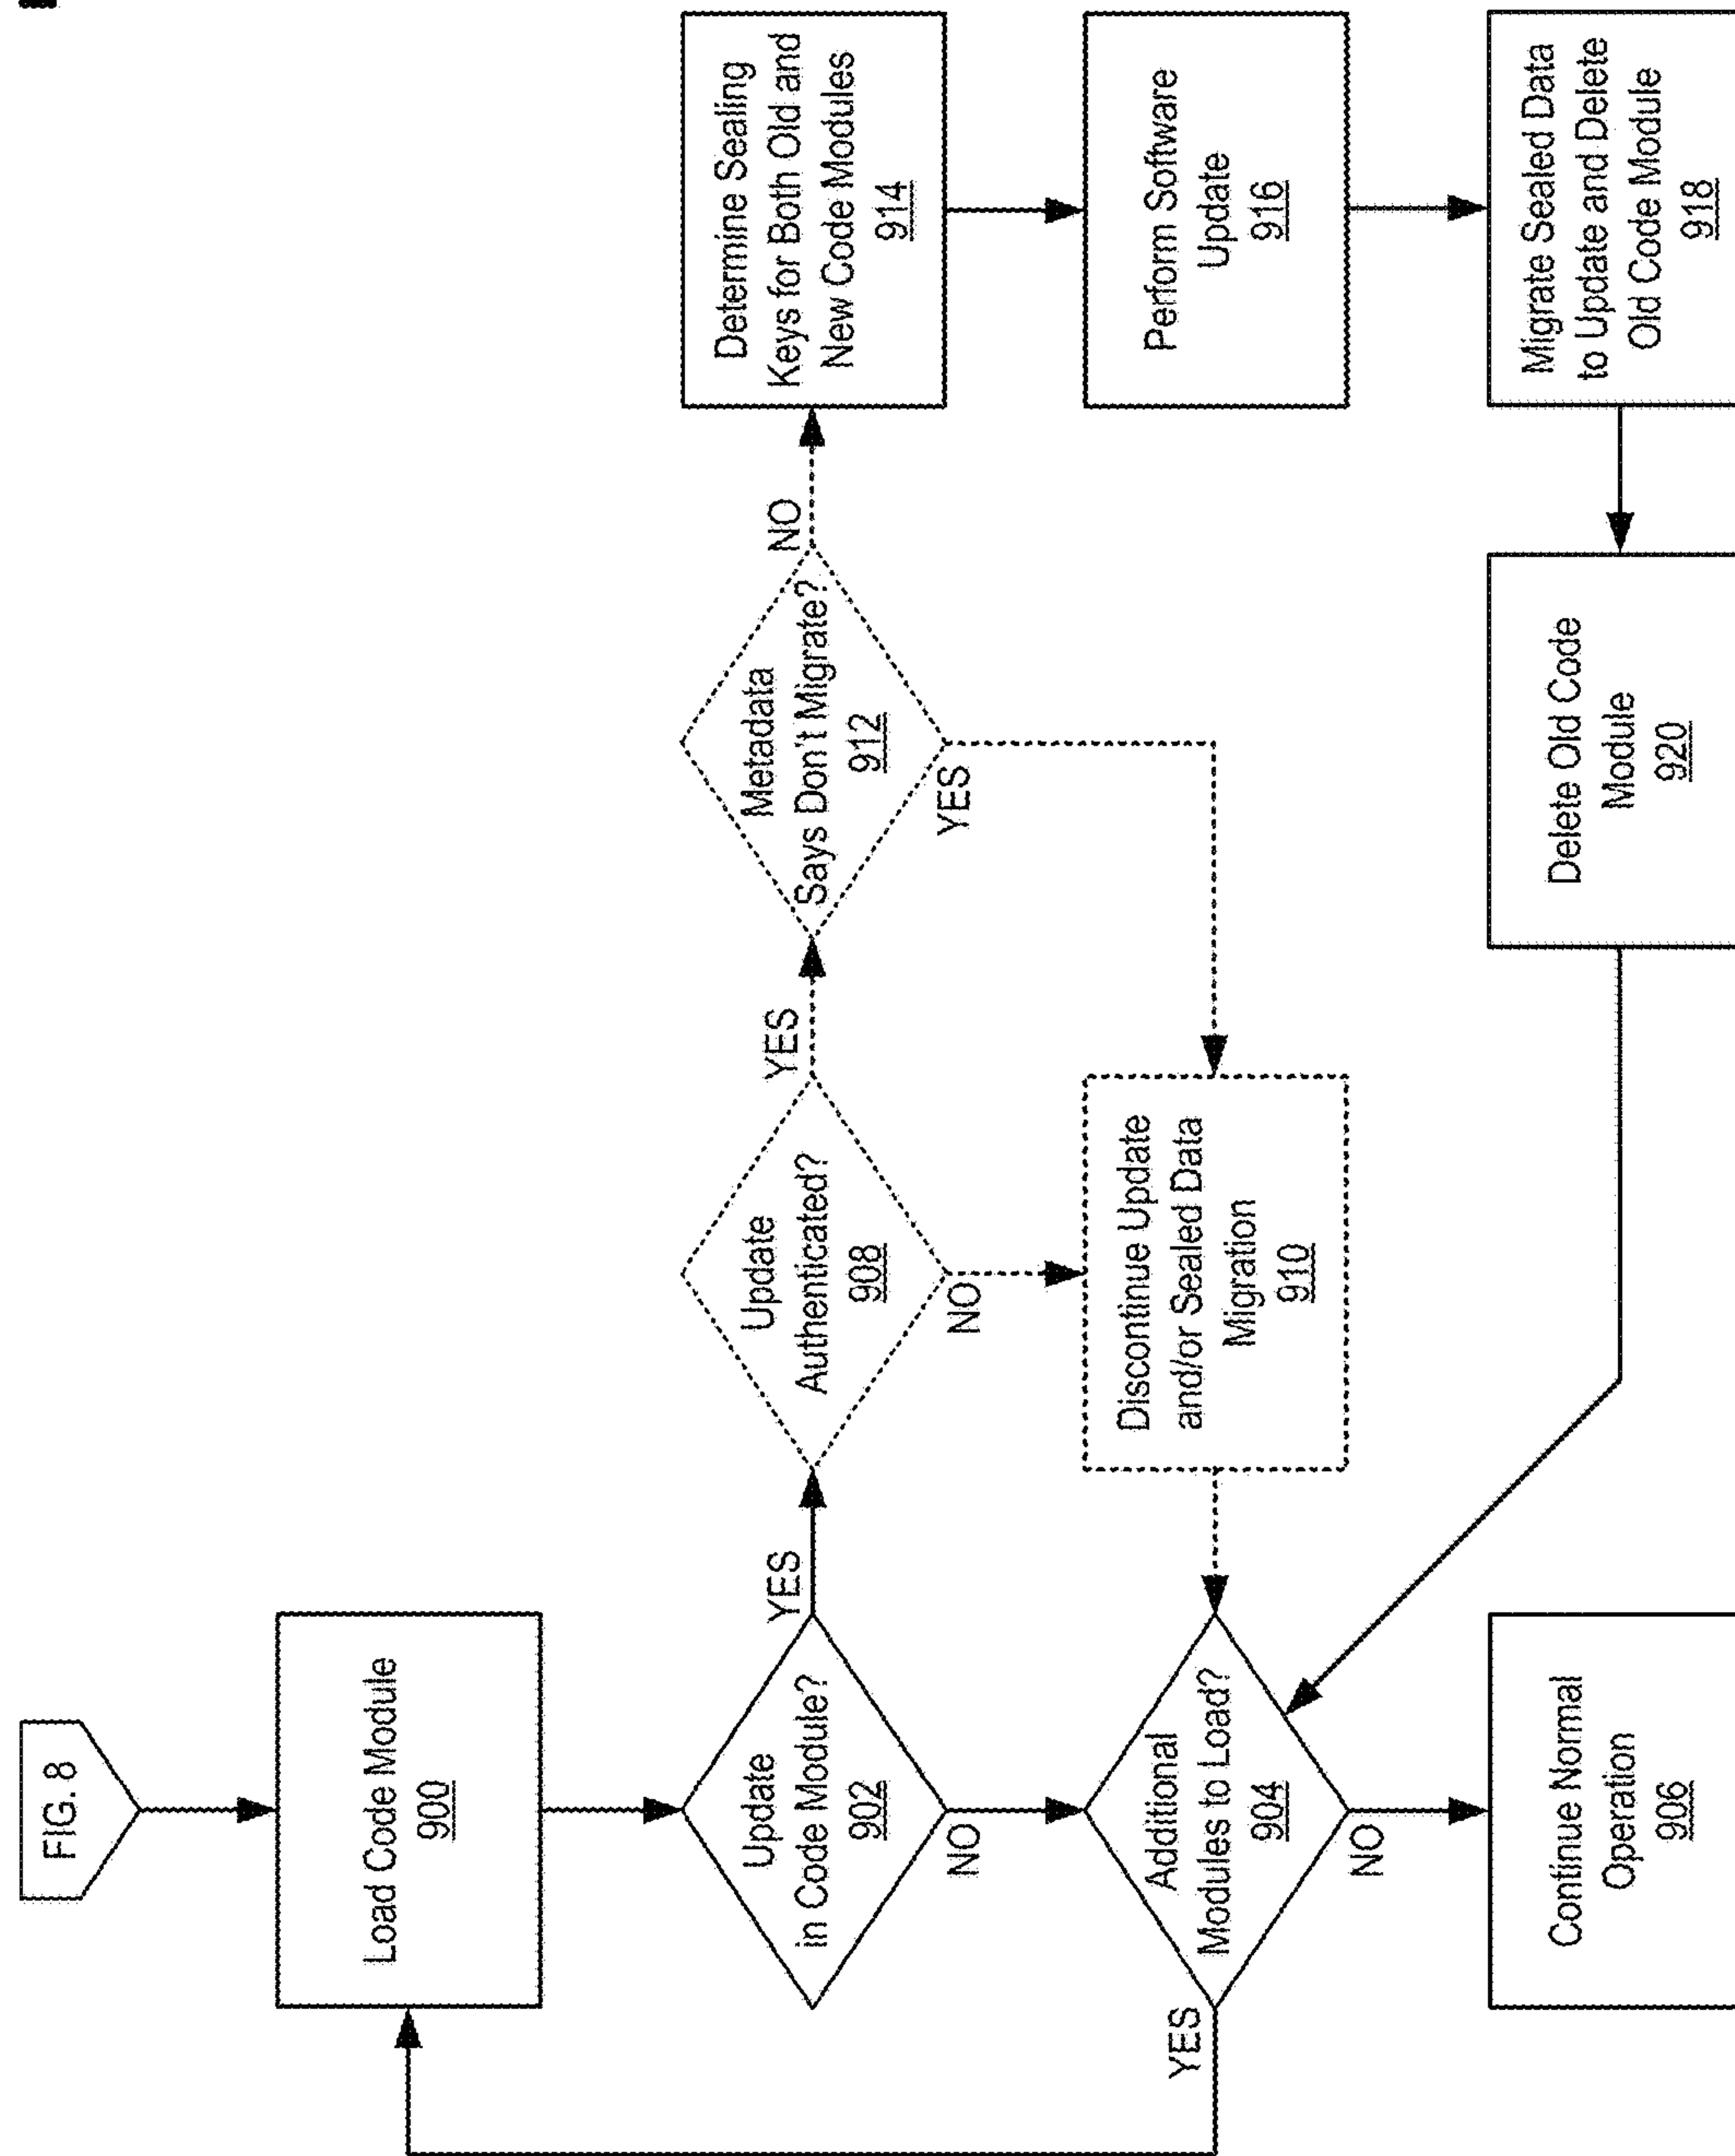 FIG. 8
Load Code Module
900
Update
in Code Module?
902
YES
NO
Additional
Modules to Load?
904
YES
NO
Continue Normal
Operation
906
Update
Authenticated?
908
YES
NO
Discontinue Update
and/or Sealed Data
Migration
910
Metadata
Says Don't Migrate?
912
NO
YES
Determine Sealing
Keys for Both Old and
New Code Modules
914
Perform Software
Update
916
Migrate Sealed Data
to Update and Delete
Old Code Module
918
Delete Old Code
Module
920